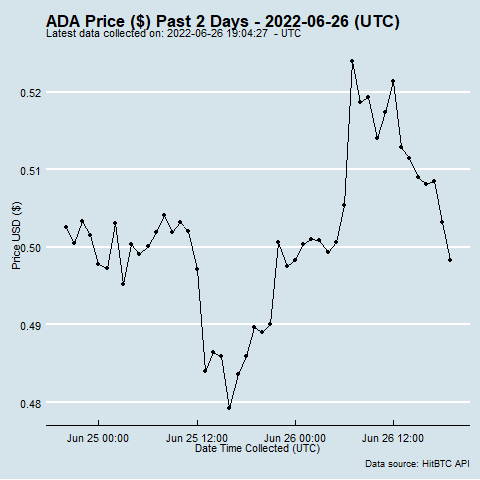 ADA Price ($) Past 2 Days - 2022-06-26 (UTC)
Latest data collected on: 2022-06-26 19:04:27 - UTC
0.52
0.51
0.50
0.49
0.48
Price USD ($)
Jun 25 00:00 Jun 25 12:00 Jun 26 00:00 Jun 26 12:00
Date Time Collected (UTC)
Data source: HitBTC API